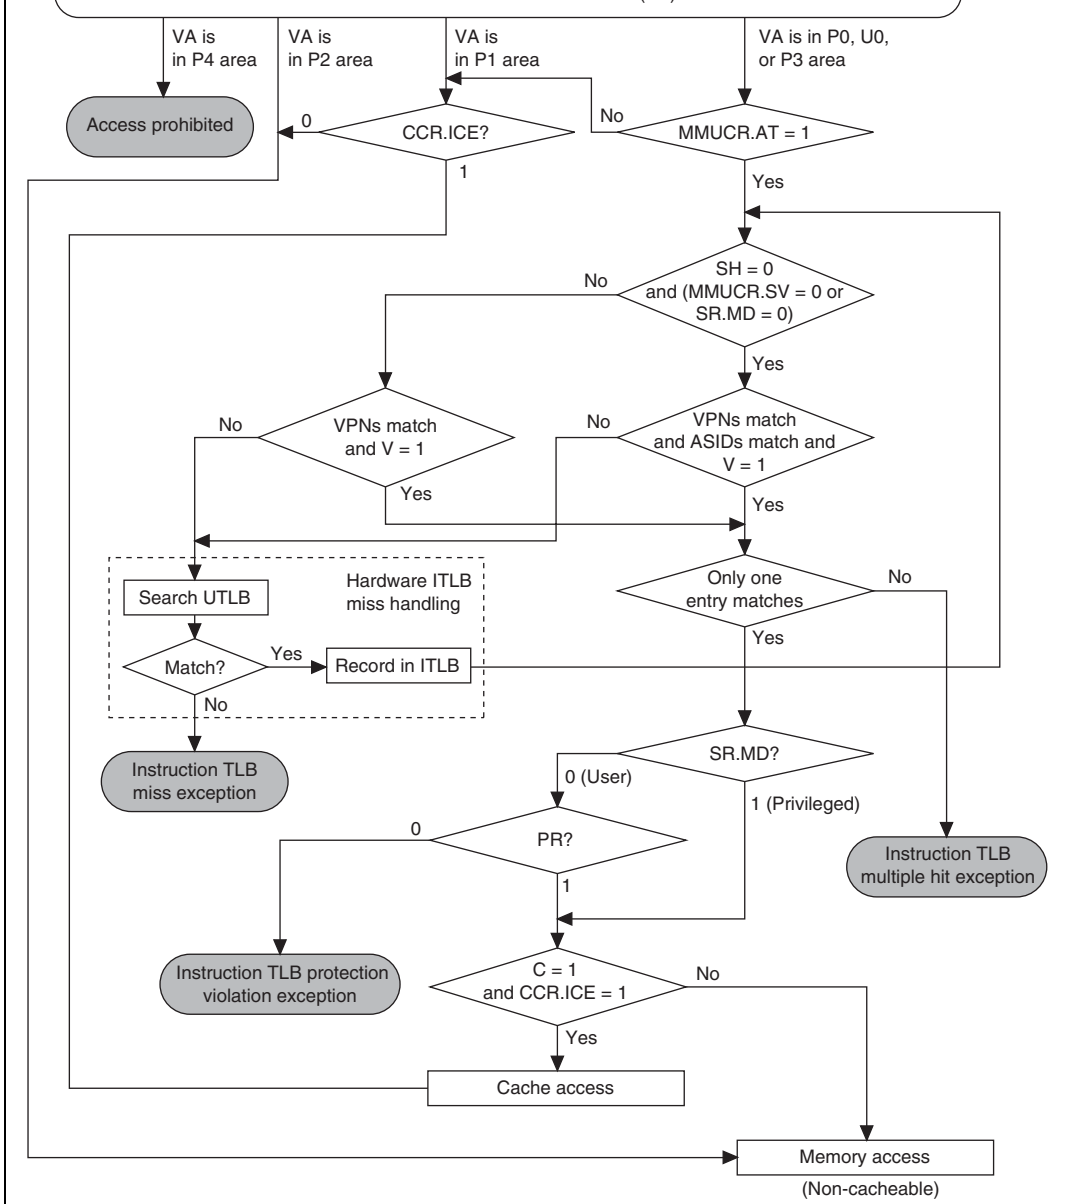 VA is
in P4 area
VA is
in P2 area
VA is
in P1 area
VA is in P0, U0,
or P3 area
Access prohibited
0
CCR.ICE?
No
MMUCR.AT = 1
1
Yes
SH = 0
and (MMUCR.SV = 0 or
SR.MD = 0)
No
Yes
No
VPNs match
and V = 1
No
VPNs match
and ASIDs match and
V = 1
Yes
Yes
Hardware ITLB
miss handling
Search UTLB
Only one
entry matches
No
Match?
Yes
Record in ITLB
Yes
No
Instruction TLB
miss exception
SR.MD?
0 (User)
1 (Privileged)
0
PR?
1
Instruction TLB
multiple hit exception
Instruction TLB protection
violation exception
C = 1
and CCR.ICE = 1
No
Yes
Cache access
Memory access
(Non-cacheable)